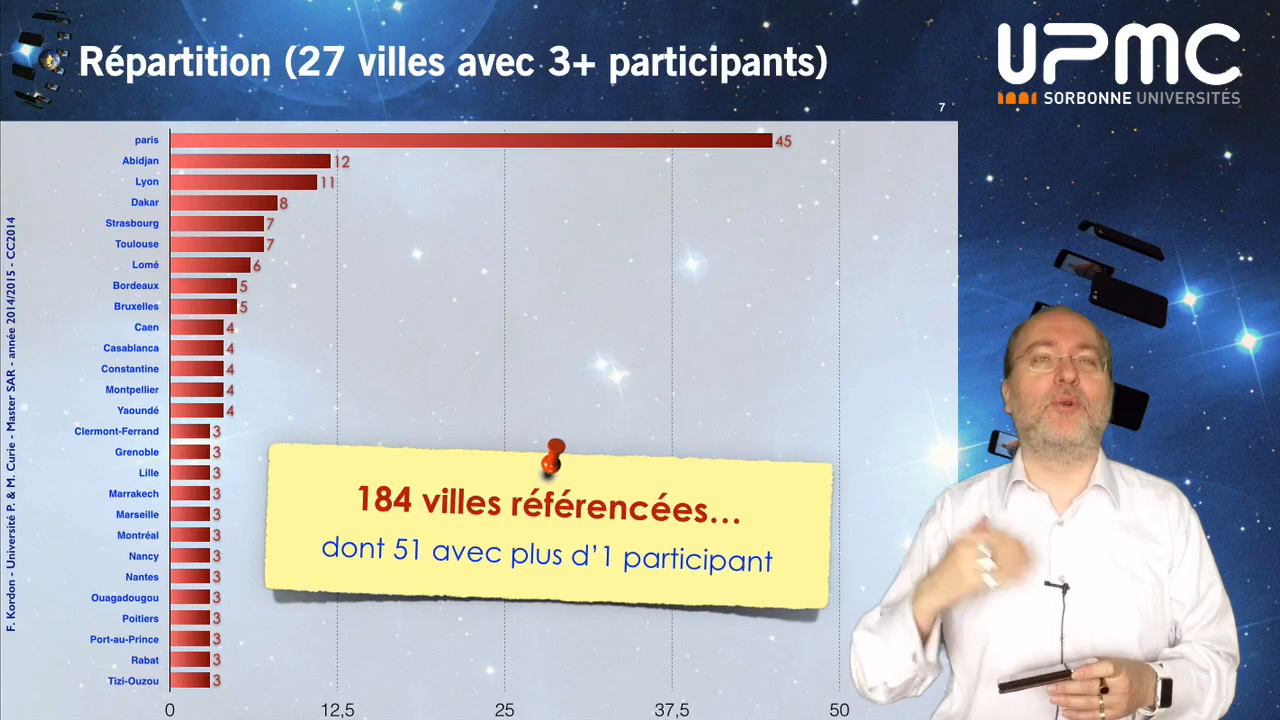 Répartition (27 villes avec 3+ participants)
UPMC
SORBONNE UNIVERSITÉS
7
paris 45
Abidjan 12
Lyon 11
Dakar 8
Strasbourg 7
Toulouse 7
Lomé 6
Bordeaux 5
Bruxelles 5
Caen 4
Casablanca 4
Constantine 4
Montpellier 4
Yaoundé 4
Clermont-Ferrand 3
Grenoble 3
Lille 3
Marrakech 3
Marseille 3
Montréal 3
Nancy 3
Nantes 3
Ouagadougou 3
Poitiers 3
Port-au-Prince 3
Rabat 3
Tizi-Ouzou 3
0 12,5 25 37,5 50
184 villes référencées…
dont 51 avec plus d’1 participant
F. Kordon - Université P. & M. Curie - Master SAR - année 2014/2015 - CC2014